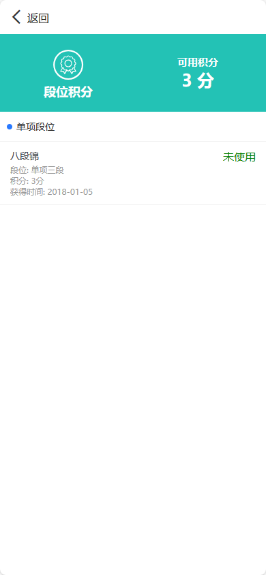 返回
段位积分
可用积分
3 分
单项段位
八段锦
未使用
段位: 单项三段
积分: 3分
获得时间: 2018-01-05